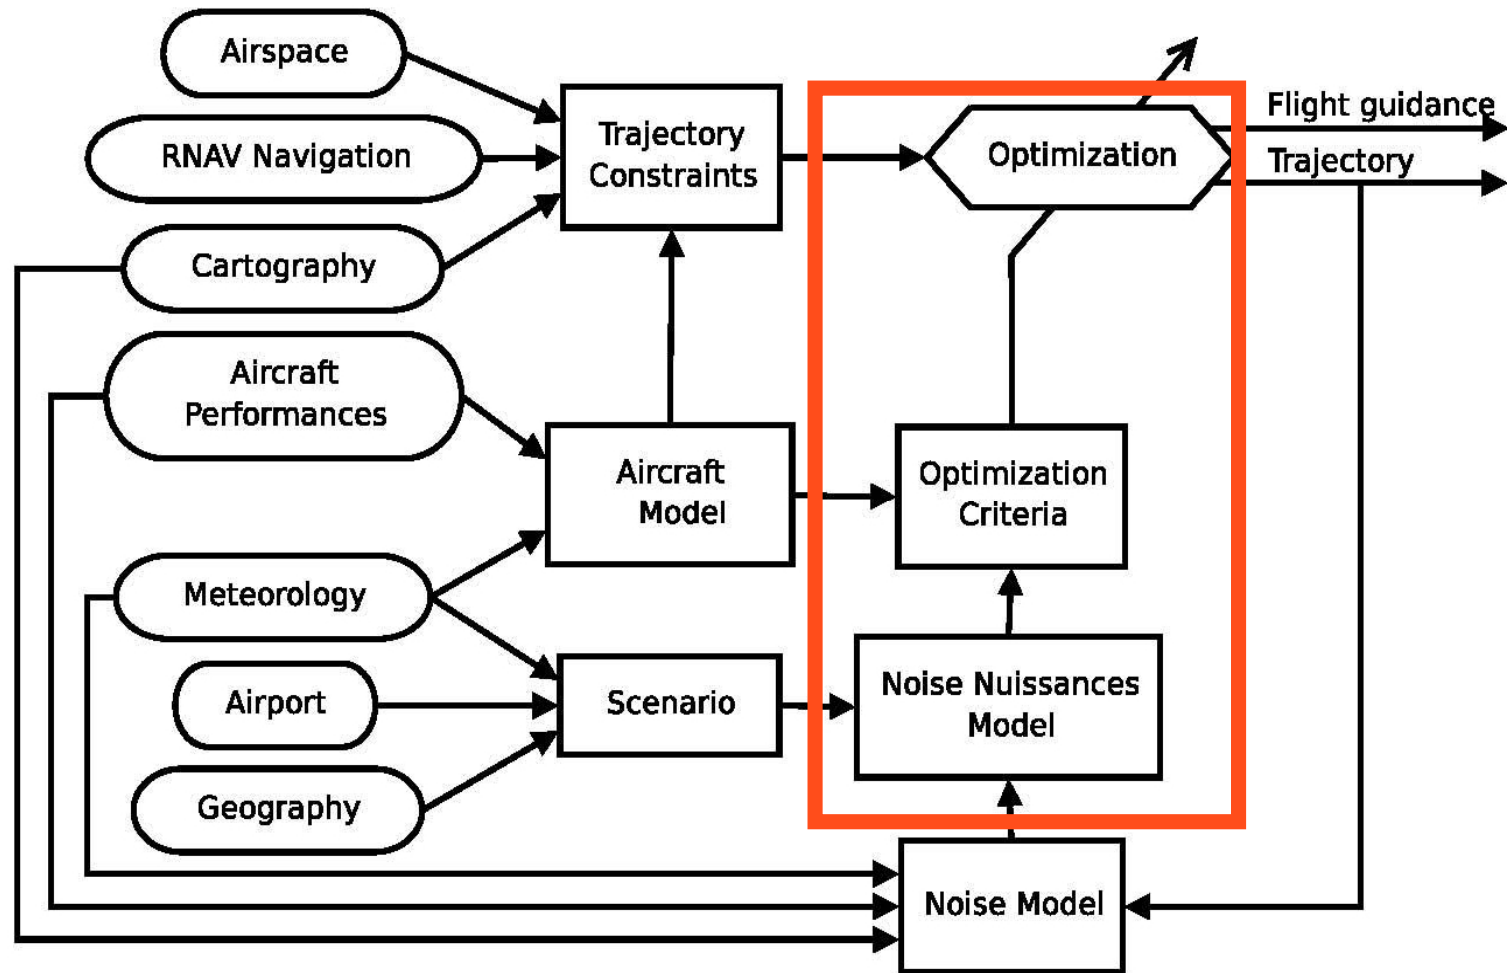 Airspace
Flight guidance
Trajectory
Constraints
RNAV Navigation
Optimization
Trajectory
Cartography
Aircraft
Performances
Aircraft
Model
Optimization
Criteria
Meteorology
Scenario
Noise Nuissances
Model
Airport
Geography
Noise Model